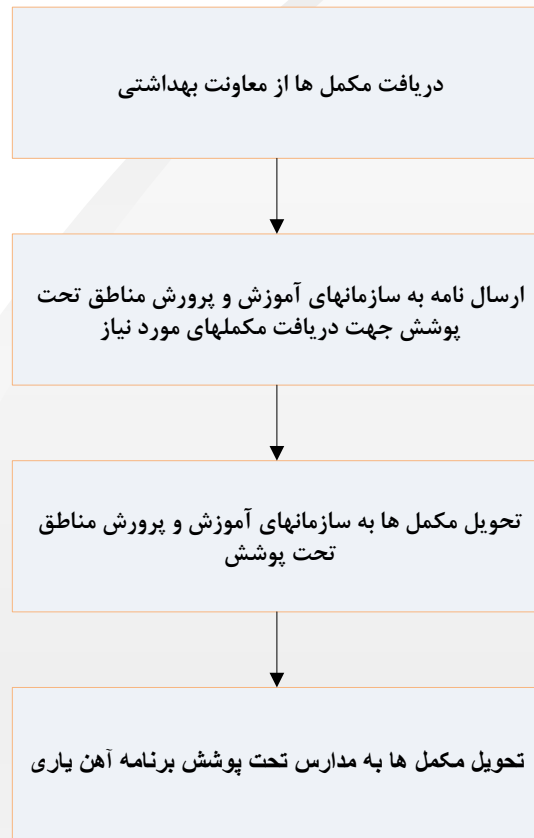 دریافت مکمل ها از معاونت بهداشتی
ارسال نامه به سازمانهای آموزش و پرورش مناطق تحت
پوشش جهت دریافت مکملهای مورد نیاز
تحویل مکمل ها به سازمانهای آموزش و پرورش مناطق
تحت پوشش
تحویل مکمل ها به مدارس تحت پوشش برنامه آهن یاری